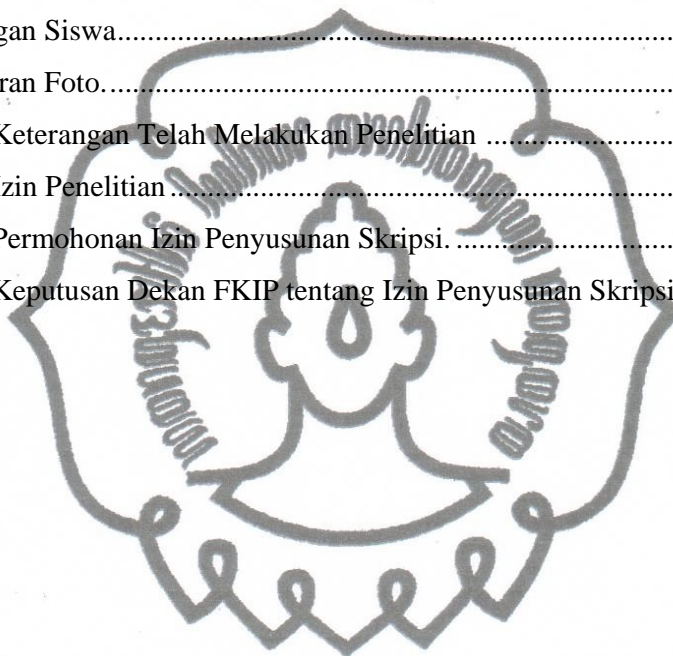 gan Siswa.............................................................................................
ran Foto...............................................................................................
Keterangan Telah Melakukan Penelitian ................................
Izin Penelitian .....................................................................................
Permohonan Izin Penyusunan Skripsi. ....................................
Keputusan Dekan FKIP tentang Izin Penyusunan Skripsi